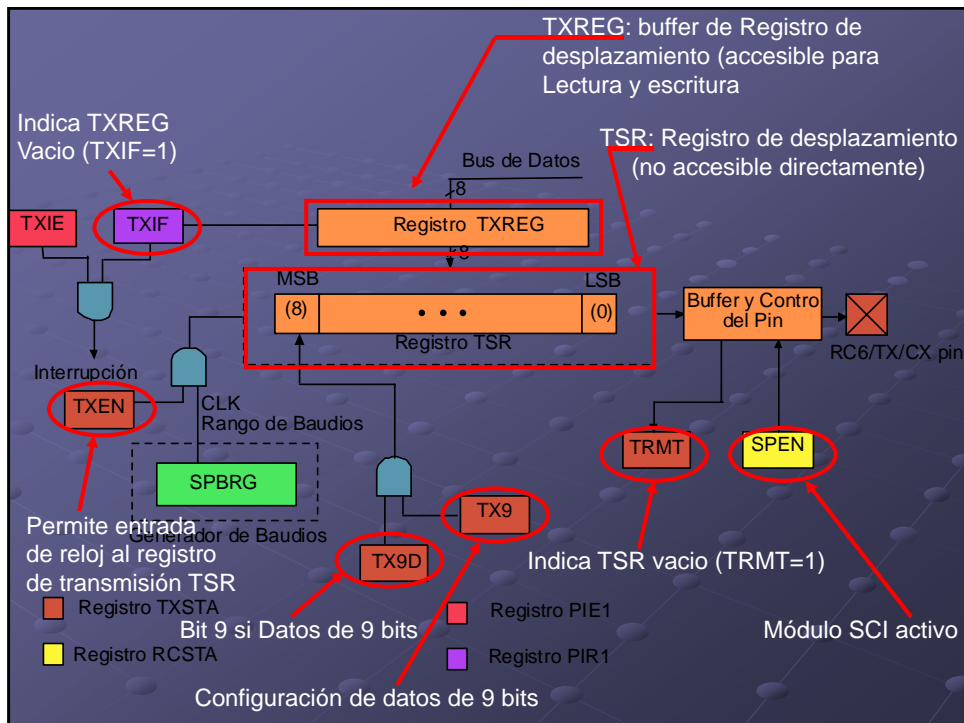 TXREG: buffer de Registro de
desplazamiento (accesible para
Lectura y escritura
Indica TXREG
Vacio (TXIF=1)
TSR: Registro de desplazamiento
(no accesible directamente)
Bus de Datos
8
TXIE
TXIF
Registro TXREG
8
MSB
LSB
(8)
• • •
(0)
Registro TSR
Buffer y Contro
del Pin
RC6/TX/CX pin
Interrupción
TXEN
CLK
Rango de Baudios
TRMT
SPEN
SPBRG
TX9
Generador de Baudios
Permite entrada
de reloj al registro
de transmisión TSR
TX9D
Indica TSR vacio (TRMT=1)
Registro TXSTA
Registro PIE1
Bit 9 si Datos de 9 bits
Módulo SCI activo
Registro RCSTA
Registro PIR1
Configuración de datos de 9 bits